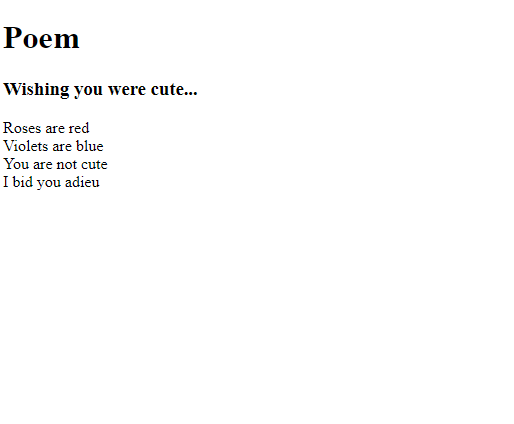 Poem
Wishing you were cute...
Roses are red
Violets are blue
You are not cute
I bid you adieu